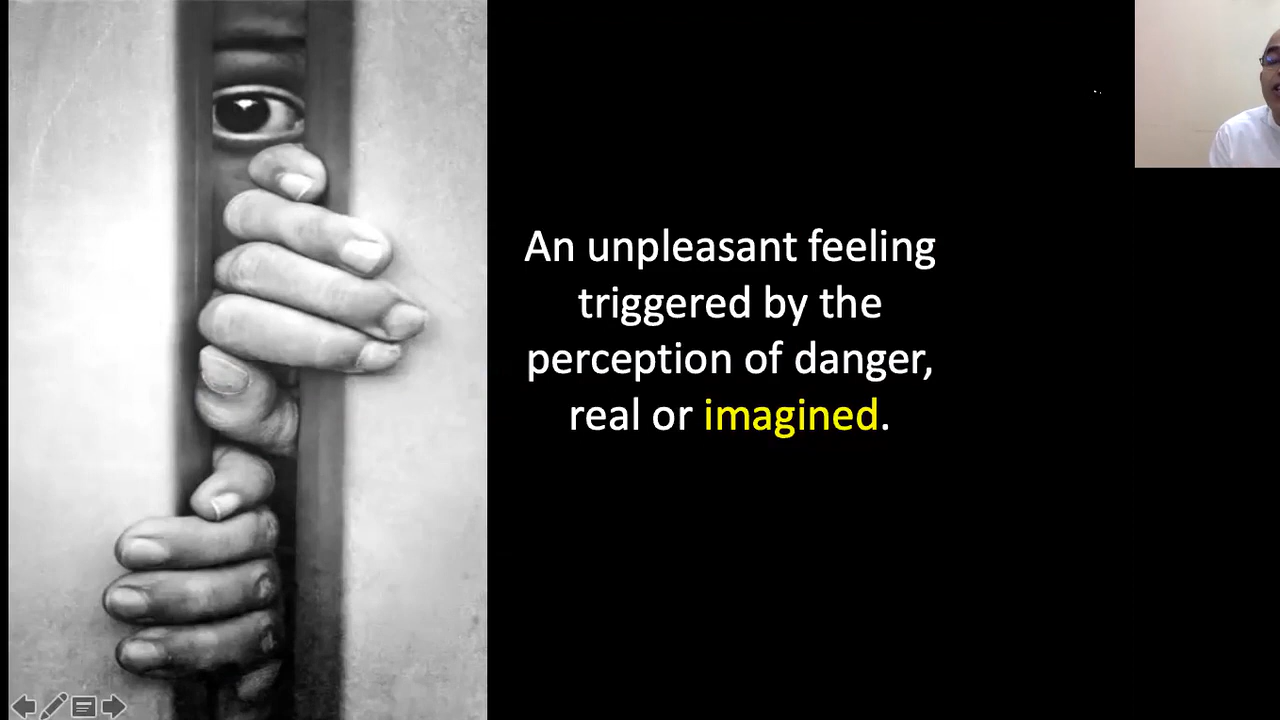 An unpleasant feeling
triggered by the
perception of danger,
real or imagined.